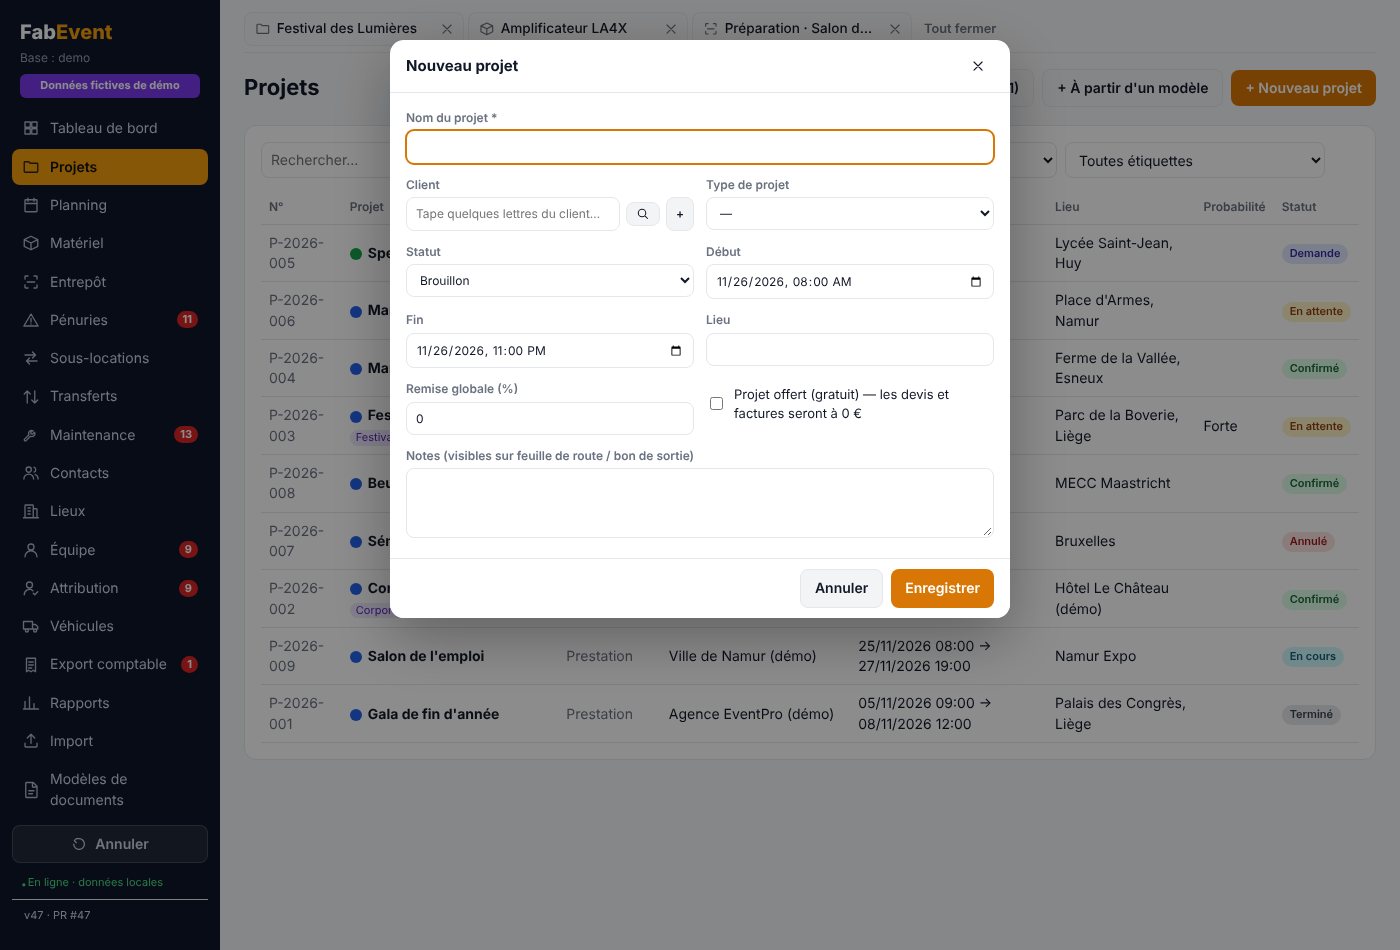 FabEvent
Base : demo
Données fictives de démo
Tableau de bord
Projets
Planning
Matériel
Entrepôt
Pénuries 11
Sous-locations
Transferts
Maintenance 13
Contacts
Lieux
Équipe 9
Attribution 9
Véhicules
Export comptable 1
Rapports
Import
Modèles de
documents
Annuler
En ligne · données locales
v47 · PR #47
Festival des Lumières
Amplificateur LA4X
Préparation · Salon d...
Tout fermer
Projets
1)
+ À partir d'un modèle
+ Nouveau projet
Rechercher...
Toutes étiquettes
N° Projet Lieu Probabilité Statut
P-2026-
005
Spe
Lycée Saint-Jean,
Huy
Demande
P-2026-
006
Ma
Place d'Armes,
Namur
En attente
P-2026-
004
Ma
Ferme de la Vallée,
Esneux
Confirmé
P-2026-
003
Fes
Festiva
Parc de la Boverie,
Liège
Forte
En attente
P-2026-
008
Beu
MECC Maastricht
Confirmé
P-2026-
007
Sér
Bruxelles
Annulé
P-2026-
002
Cor
Corpor
Hôtel Le Château
(démo)
Confirmé
P-2026-
009
Salon de l'emploi
Prestation
Ville de Namur (démo)
25/11/2026 08:00 →
27/11/2026 19:00
Namur Expo
En cours
P-2026-
001
Gala de fin d'année
Prestation
Agence EventPro (démo)
05/11/2026 09:00 →
08/11/2026 12:00
Palais des Congrès,
Liège
Terminé
Nouveau projet
Nom du projet *
Client
Tape quelques lettres du client...
+
Type de projet
—
Statut
Brouillon
Début
11/26/2026, 08:00 AM
Fin
11/26/2026, 11:00 PM
Lieu
Remise globale (%)
0
Projet offert (gratuit) — les devis et
factures seront à 0 €
Notes (visibles sur feuille de route / bon de sortie)
Annuler
Enregistrer